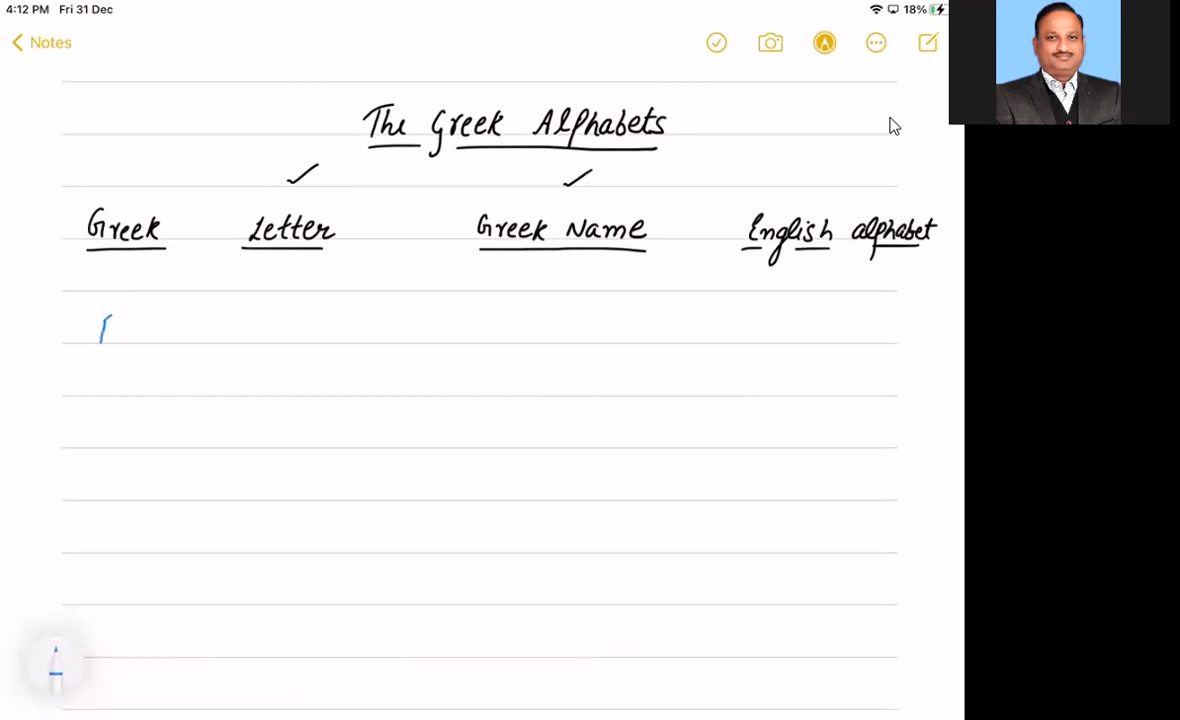 4:12 PM Fri 31 Dec 18%
Notes
The Greek Alphabets
Greek Letter Greek Name English alphabet